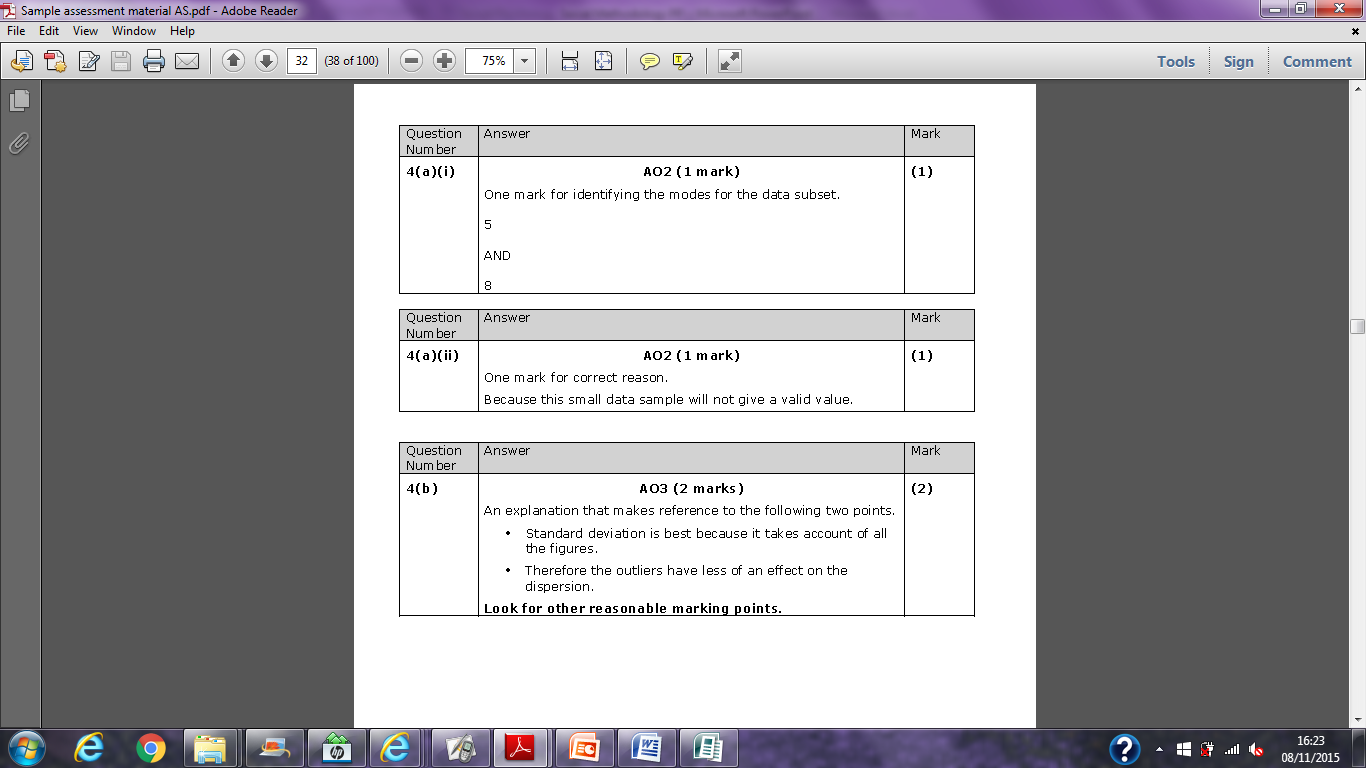 Sample assessment material AS.pdf - Adobe Reader
File Edit View Window Help
32 (38 of 100) 75% Tools Sign Comment
Question Number Answer Mark
4(a)(i) AO2 (1 mark) (1)
One mark for identifying the modes for the data subset.
5
AND
8
Question Number Answer Mark
4(a)(ii) AO2 (1 mark) (1)
One mark for correct reason.
Because this small data sample will not give a valid value.
Question Number Answer Mark
4(b) AO3 (2 marks) (2)
An explanation that makes reference to the following two points.
• Standard deviation is best because it takes account of all
the figures.
• Therefore the outliers have less of an effect on the
dispersion.
Look for other reasonable marking points.
16:23
08/11/2015